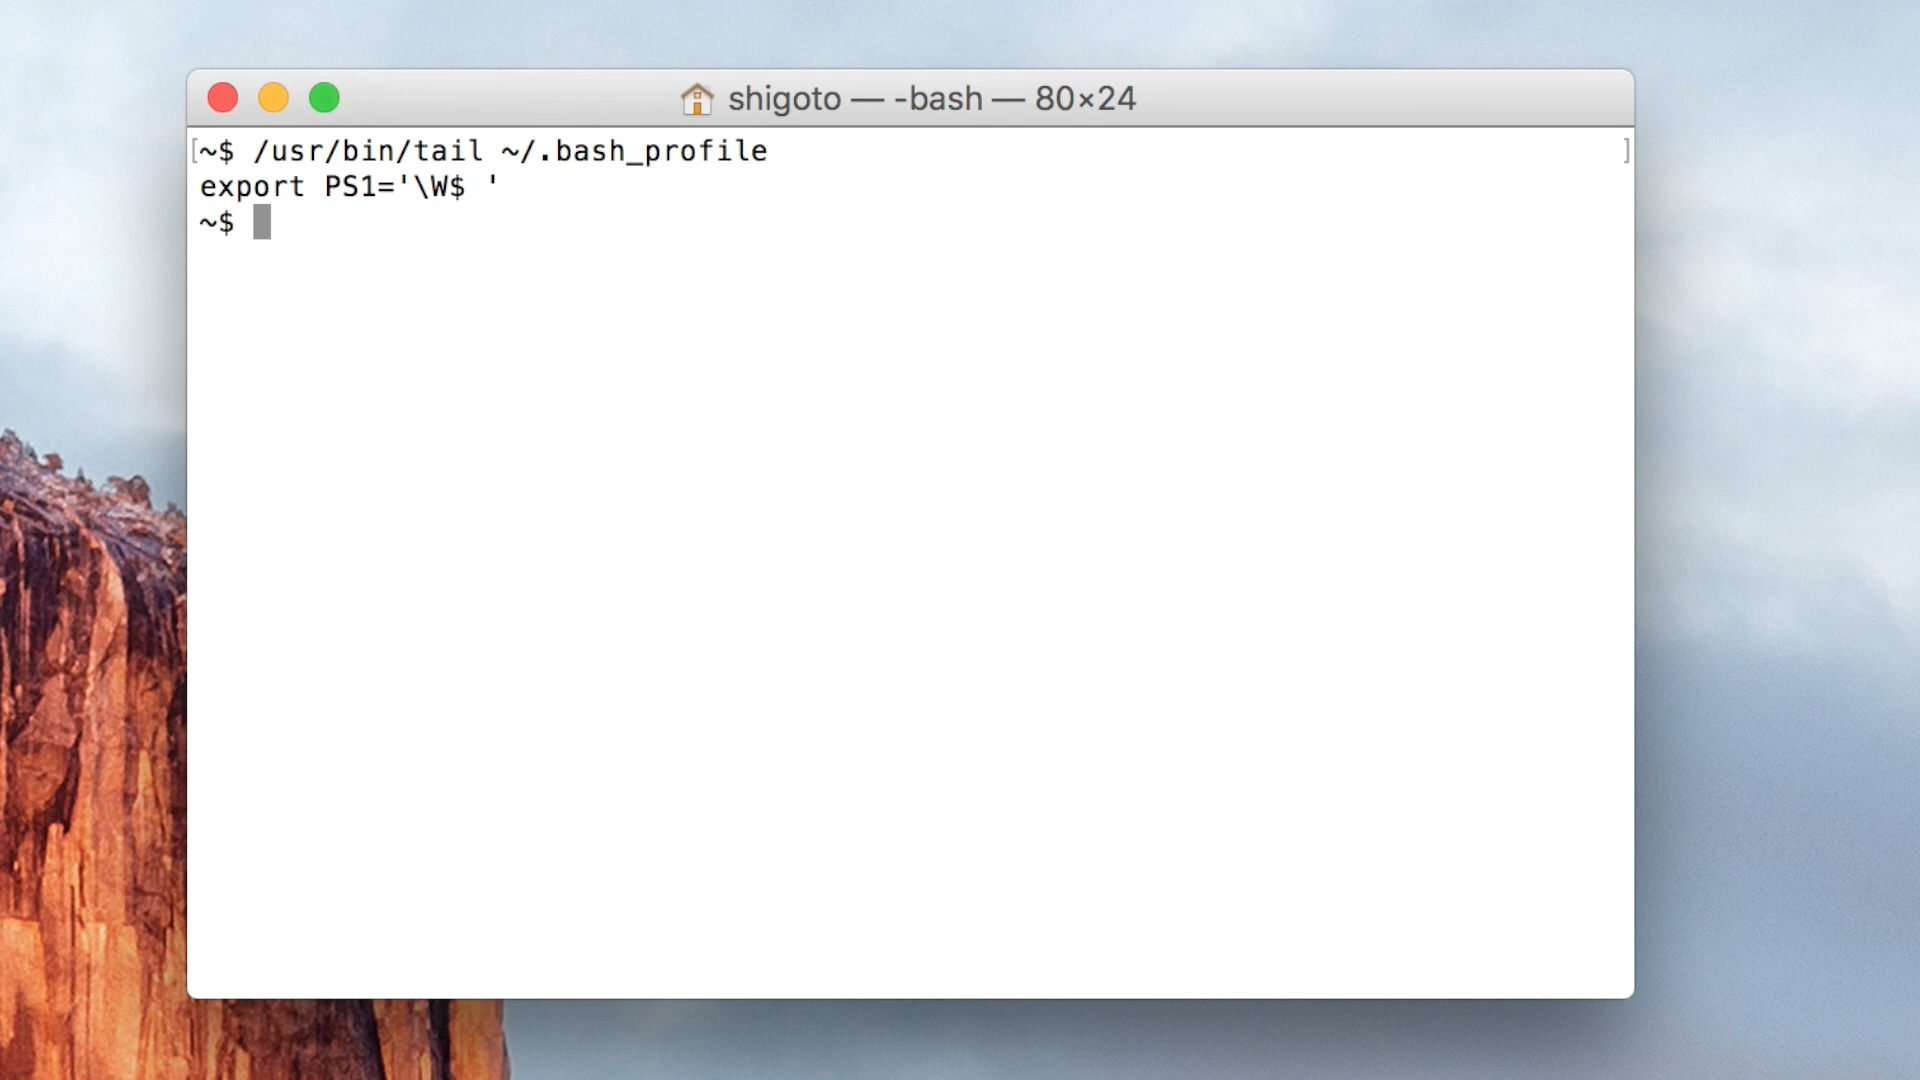 shigoto — -bash — 80×24
[~$ /usr/bin/tail ~/.bash_profile ]
export PS1='\W$ '
~$